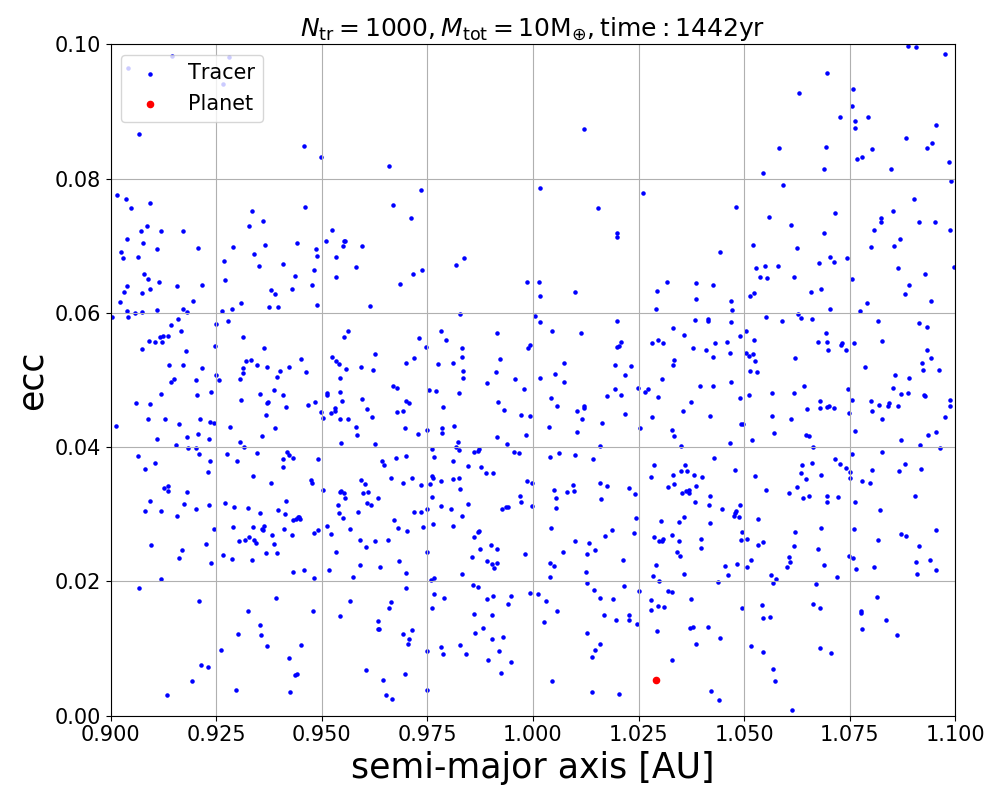 N_tr = 1000, M_tot = 10M_⊕, time : 1442yr
0.10
0.08
0.06
0.04
0.02
0.00
ecc
Tracer
Planet
0.900 0.925 0.950 0.975 1.000 1.025 1.050 1.075 1.100
semi-major axis [AU]